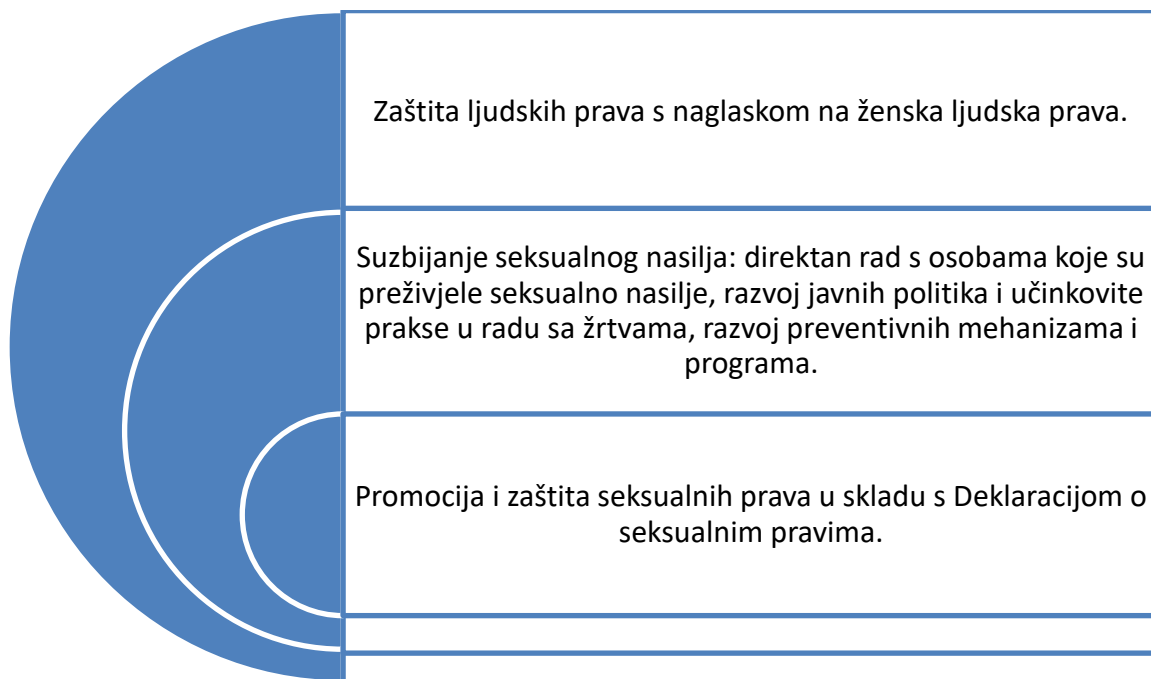 Zaštita ljudskih prava s naglaskom na ženska ljudska prava.
Suzbijanje seksualnog nasilja: direktan rad s osobama koje su
preživjele seksualno nasilje, razvoj javnih politika i učinkovite
prakse u radu sa žrtvama, razvoj preventivnih mehanizama i
programa.
Promocija i zaštita seksualnih prava u skladu s Deklaracijom o
seksualnim pravima.